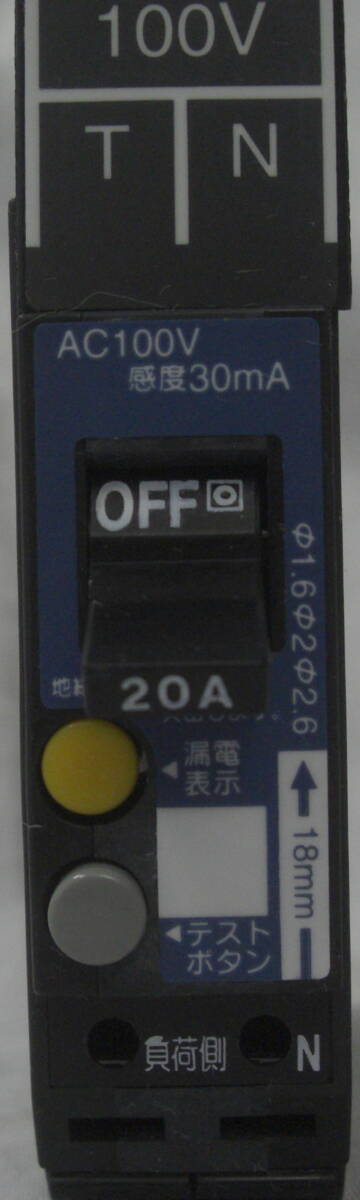 100V
T N
AC100V
感度30mA
OFF
20A
φ1.6φ2φ2.6
漏電
表示
18mm
テスト
ボタン
負荷側 N